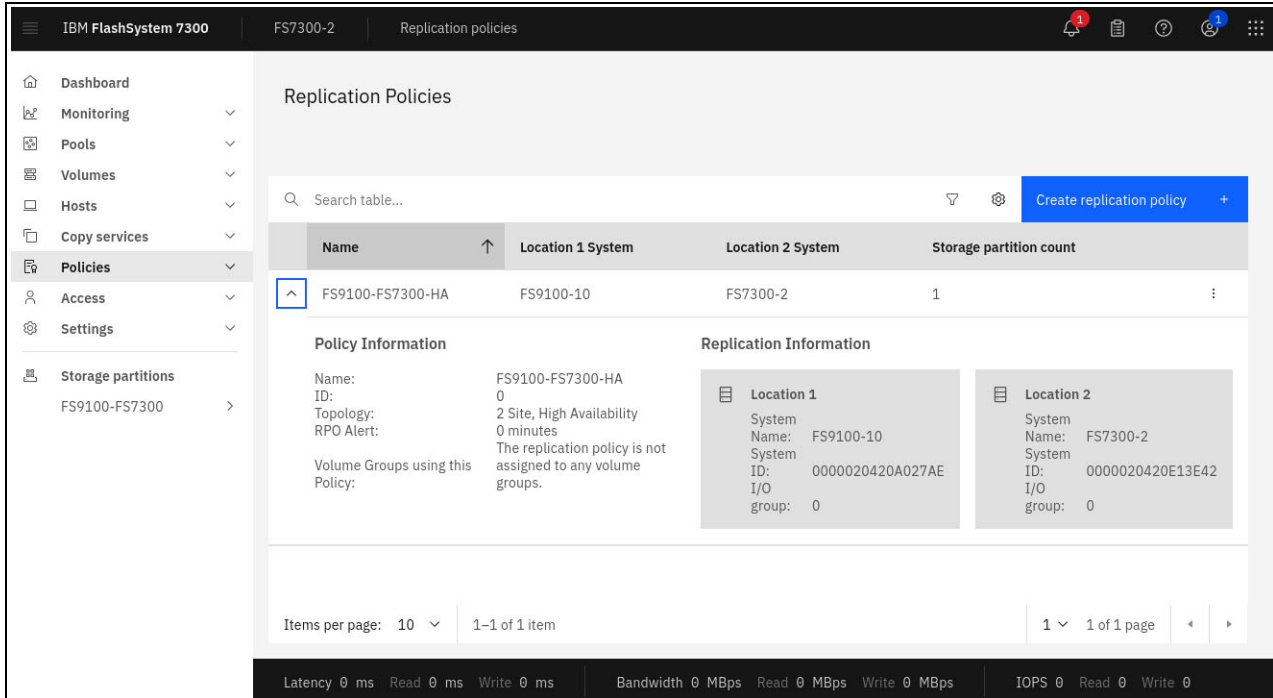 IBM FlashSystem 7300 FS7300-2 Replication policies 1 1
Dashboard
Monitoring
Pools
Volumes
Hosts
Copy services
Policies
Access
Settings
Storage partitions
FS9100-FS7300
Replication Policies
Search table... Create replication policy +
Name Location 1 System Location 2 System Storage partition count
FS9100-FS7300-HA FS9100-10 FS7300-2 1
Policy Information
Name: FS9100-FS7300-HA
ID: 0
Topology: 2 Site, High Availability
RPO Alert: 0 minutes
The replication policy is not
Volume Groups using this assigned to any volume
Policy: groups.
Replication Information
Location 1
System
Name: FS9100-10
System
ID: 0000020420A027AE
I/O
group: 0
Location 2
System
Name: FS7300-2
System
ID: 0000020420E13E42
I/O
group: 0
Items per page: 10 1–1 of 1 item 1 1 of 1 page
Latency 0 ms Read 0 ms Write 0 ms Bandwidth 0 MBps Read 0 MBps Write 0 MBps IOPS 0 Read 0 Write 0